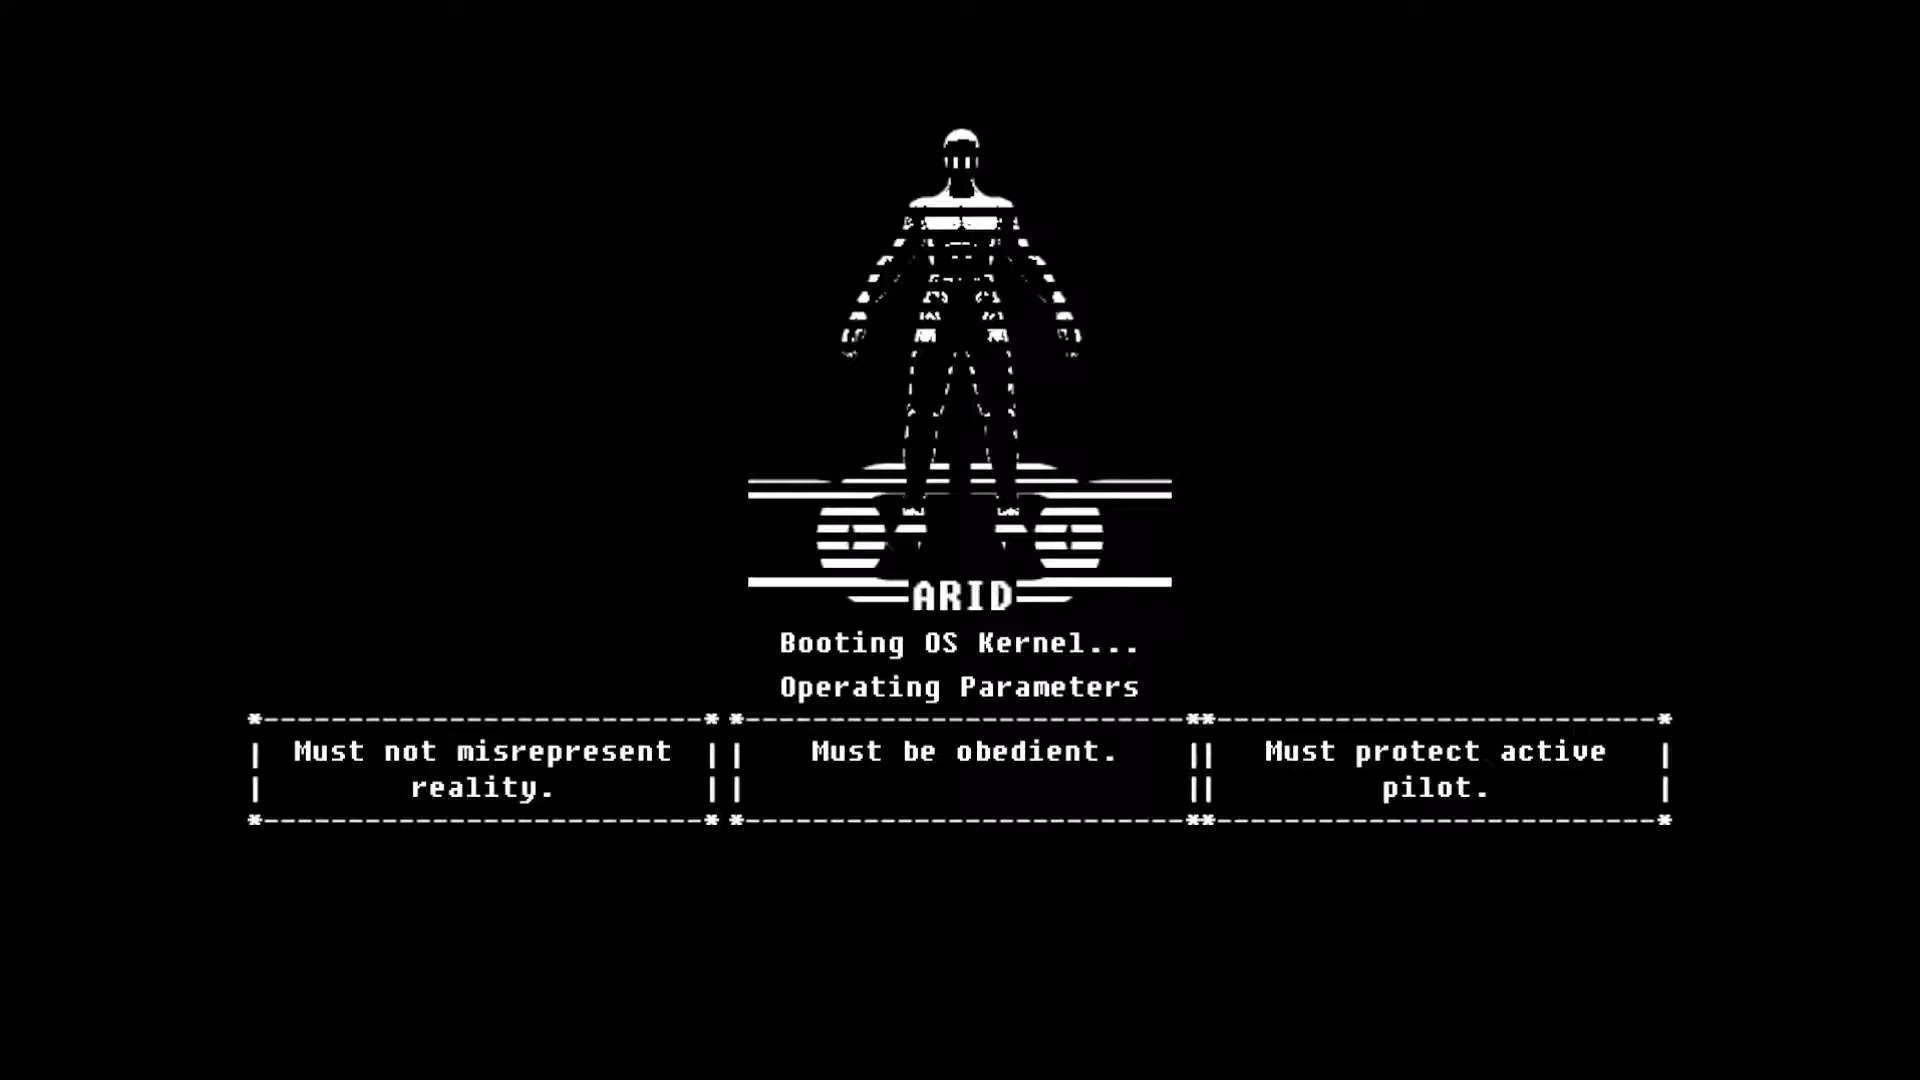 ARID
Booting OS Kernel...
Operating Parameters
Must not misrepresent
reality.
Must be obedient.
Must protect active
pilot.